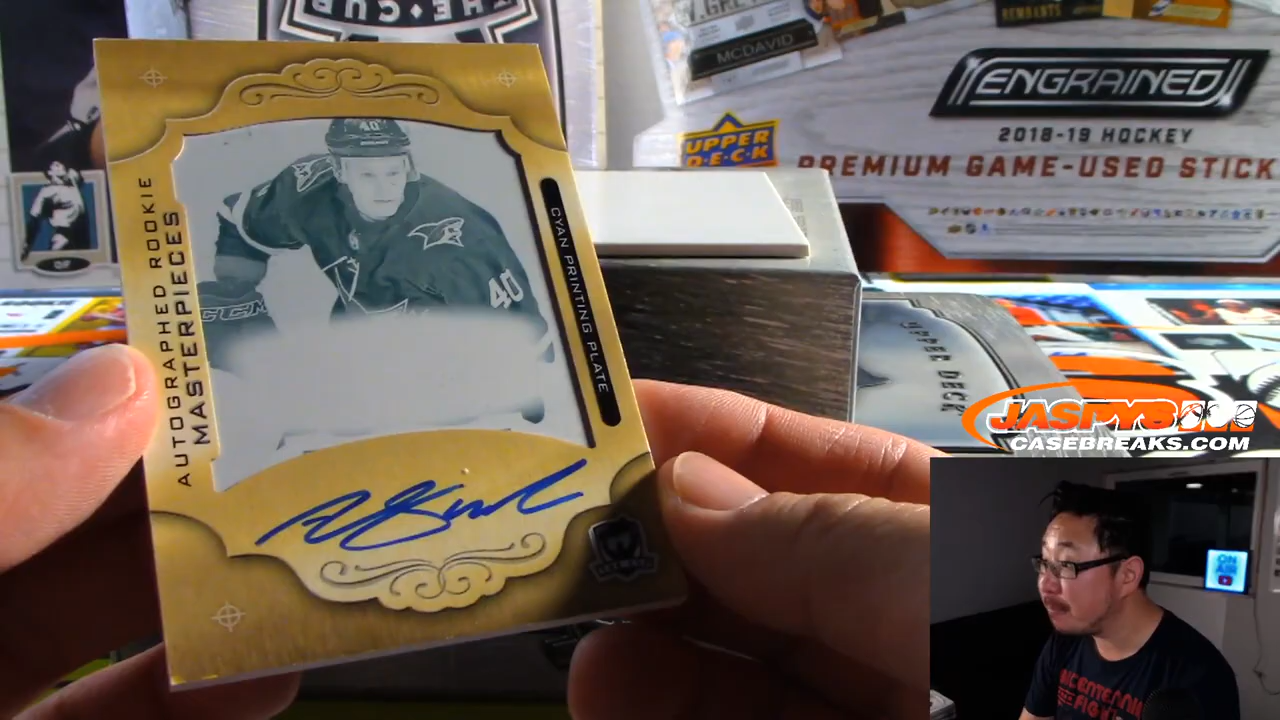 THE • CUP
MCDAVID
REMNANTS
ENGRAINED
2018-19 HOCKEY
PREMIUM GAME-USED STICK
UPPER
D•E•C•K
AUTOGRAPHED ROOKIE
MASTERPIECES
CYAN PRINTING PLATE
40
40
CCM
UPPER DECK
JASPYS
CASEBREAKS.COM
ON
AIR